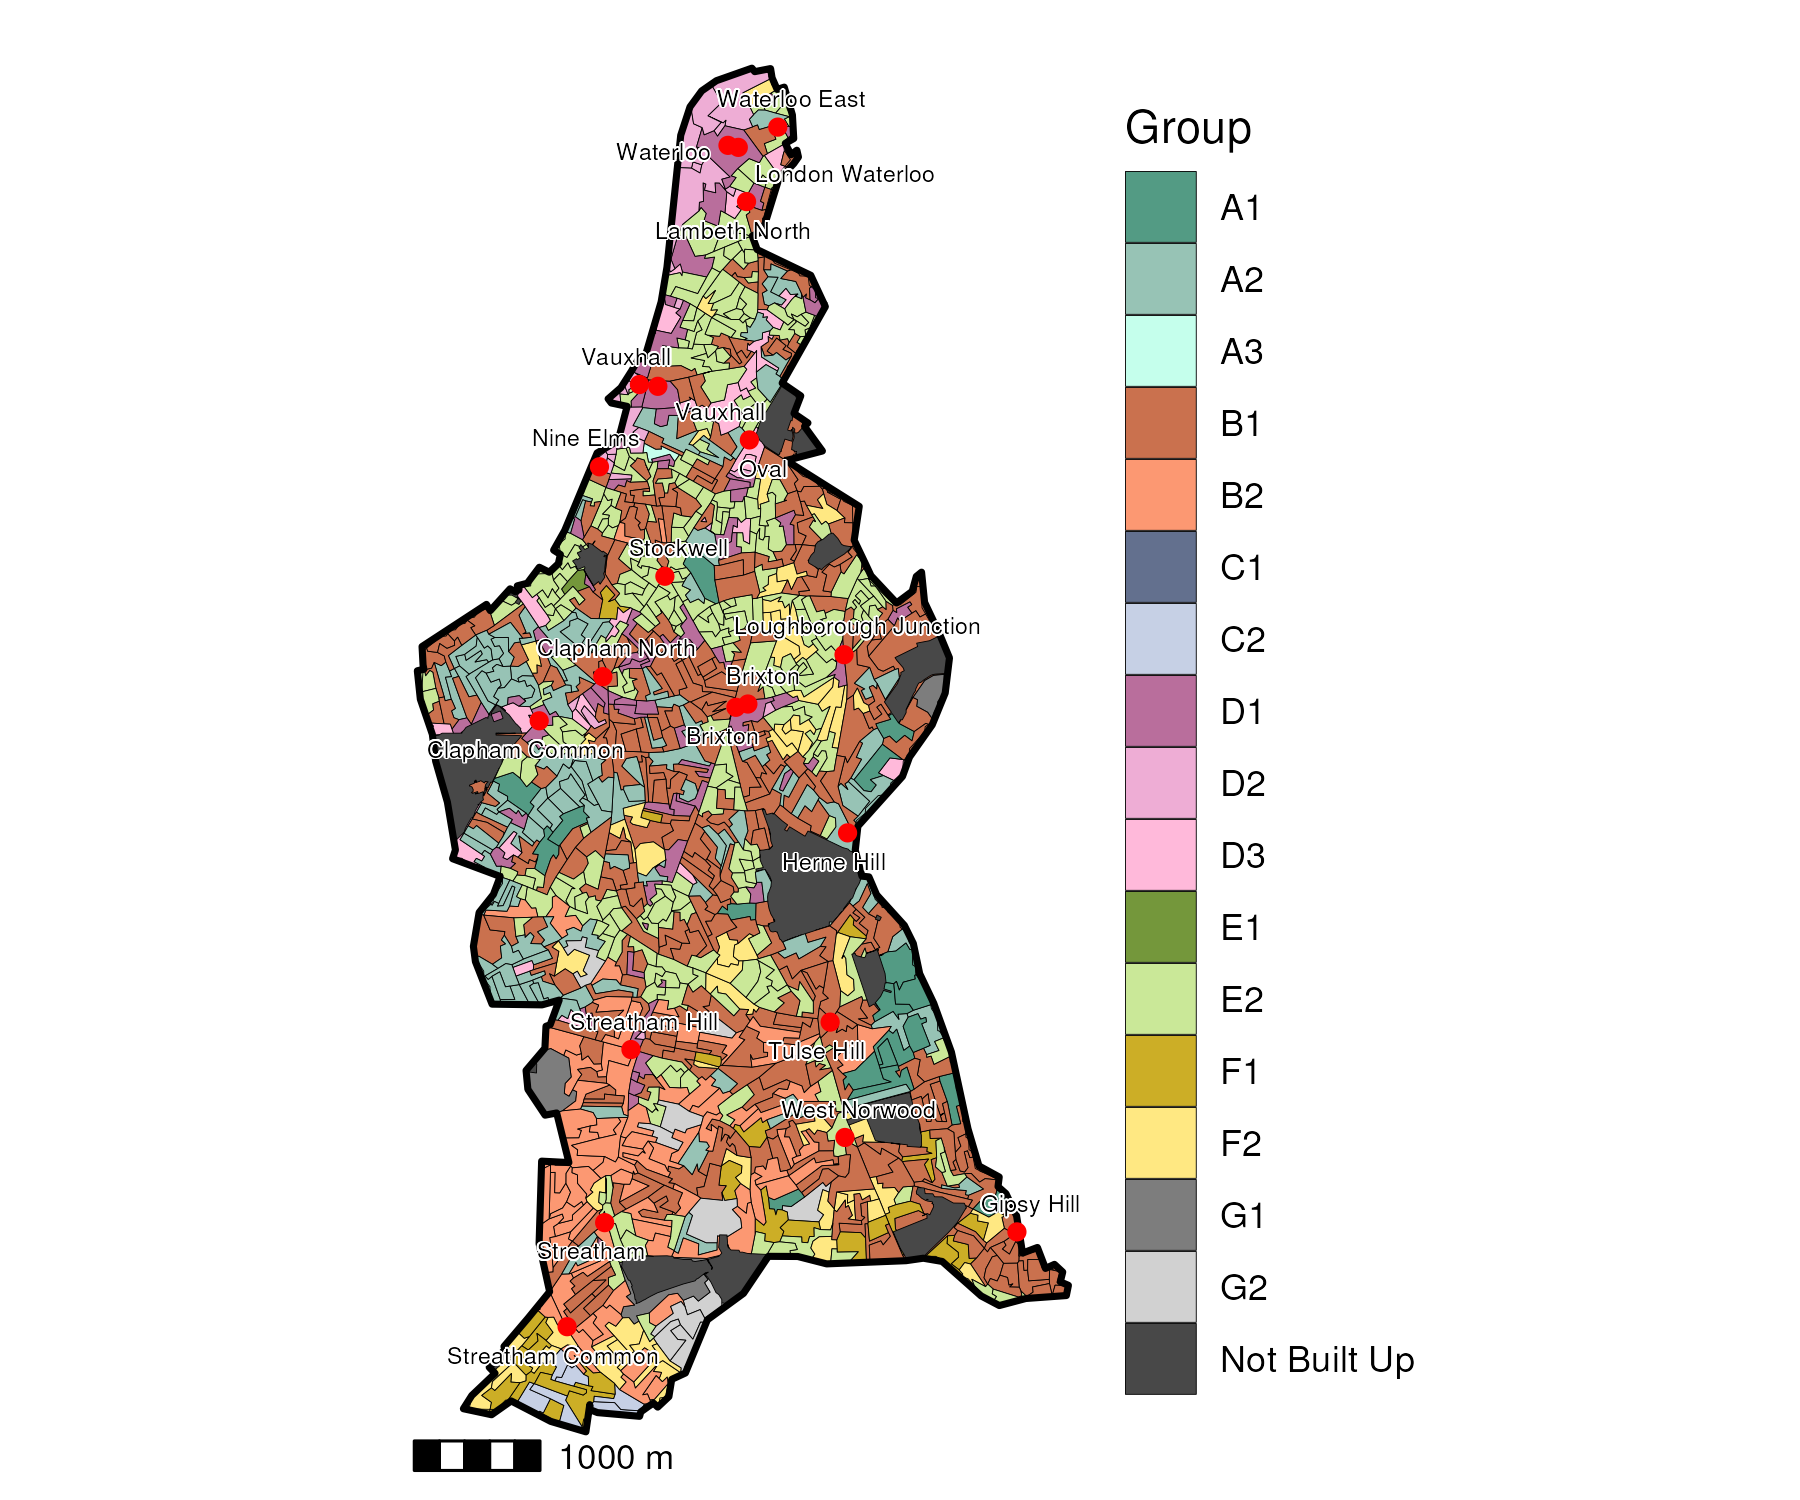 Waterloo East
Waterloo
London Waterloo
Lambeth North
Vauxhall
Vauxhall
Nine Elms
Oval
Stockwell
Loughborough Junction
Clapham North
Brixton
Brixton
Clapham Common
Herne Hill
Streatham Hill
Tulse Hill
West Norwood
Gipsy Hill
Streatham
Streatham Common
1000 m
Group
A1
A2
A3
B1
B2
C1
C2
D1
D2
D3
E1
E2
F1
F2
G1
G2
Not Built Up